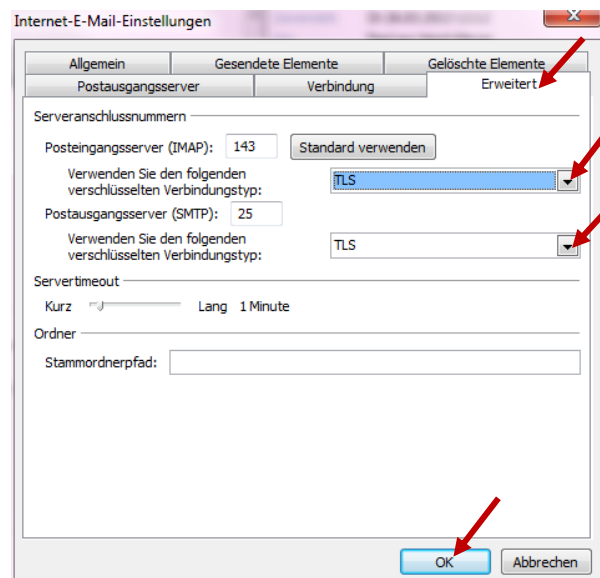 Internet-E-Mail-Einstellungen
Allgemein
Gesendete Elemente
Gelöschte Elemente
Postausgangsserver
Verbindung
Erweitert
Serveranschlussnummern
Posteingangsserver (IMAP): 143 Standard verwenden
Verwenden Sie den folgenden
verschlüsselten Verbindungstyp: TLS
Postausgangsserver (SMTP): 25
Verwenden Sie den folgenden
verschlüsselten Verbindungstyp: TLS
Servertimeout
Kurz Lang 1 Minute
Ordner
Stammordnerpfad:
OK Abbrechen